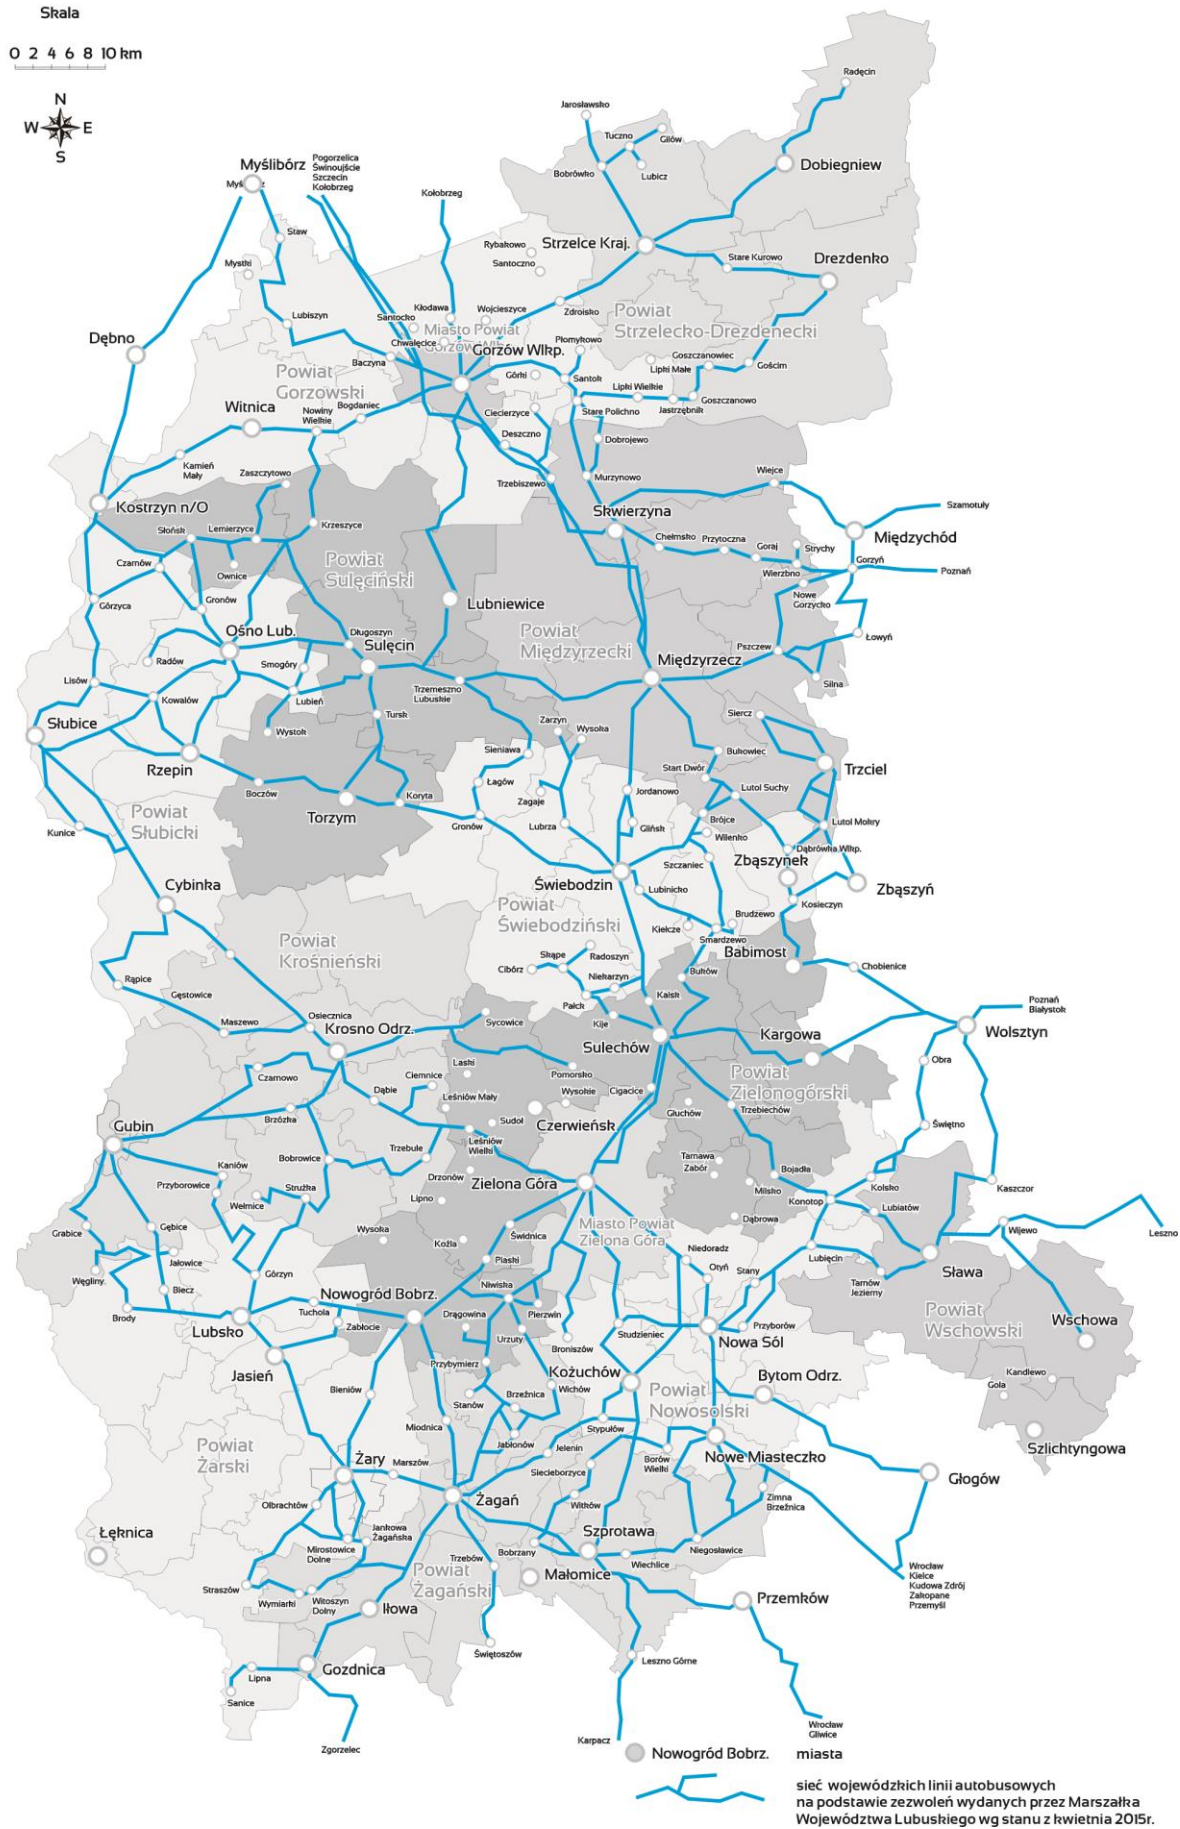 Skala
0 2 4 6 8 10 km
N
W E
S
Radęcin
Jarosławsko
Tuczno
Gilów
Lubicz
Bobrówko
Dobiegniew
Myślibórz
Pogorzelica
Świnoujście
Szczecin
Kołobrzeg
Kołobrzeg
Staw
Mystki
Rybakowo
Santoczno
Strzelce Kraj.
Stare Kurowo
Drezdenko
Dębno
Lubiszyn
Santocko
Kłodawa
Wojcieszyce
Zdroisko
Powiat
Strzelecko-Drezdenecki
Miasto Powiat
Gorzów Wlkp.
Chwalęcice
Baczyna
Gorzów Wlkp.
Płomykowo
Górki
Santok
Lipki Małe
Goszczanowiec
Gościm
Powiat
Gorzowski
Witnica
Nowiny
Wielkie
Bogdaniec
Ciecierzyce
Stare Polichno
Lipki Wielkie
Jastrzębnik
Goszczanowo
Deszczno
Dobrojewo
Kamień
Mały
Zaszczytowo
Trzebiszewo
Murzynowo
Wiejce
Kostrzyn n/O
Skwierzyna
Szamotuły
Słońsk
Lemierzyce
Krzeszyce
Chełmsko
Przytoczna
Goraj
Strychy
Międzychód
Czarnów
Ownice
Powiat
Sulęciński
Wierzbno
Gorzyń
Poznań
Górzyca
Gronów
Lubniewice
Nowe
Gorzycko
Ośno Lub.
Długoszyn
Powiat
Międzyrzecki
Łowyń
Radów
Smogóry
Sulęcin
Pszczew
Lisów
Kowalów
Lubień
Trzemeszno
Lubuskie
Międzyrzecz
Silna
Słubice
Wystok
Tursk
Zarzyn
Wysoka
Siercz
Rzepin
Sieniawa
Bukowiec
Trzciel
Boczów
Torzym
Koryta
Łagów
Zagaje
Start Dwór
Jordanowo
Lutol Suchy
Powiat
Słubicki
Kunice
Gronów
Lubrza
Glińsk
Brójce
Wilenko
Lutol Mokry
Dąbrówka Wlkp.
Zbąszynek
Cybinka
Świebodzin
Szczaniec
Lubinicko
Kosieczyn
Zbąszyń
Powiat
Świebodziński
Kiełcze
Brudzewo
Smardzewo
Powiat
Krośnieński
Skąpe
Radoszyn
Cibórz
Niekarzyn
Babimost
Chobienice
Rąpice
Gęstowice
Pałck
Kalsk
Buków
Poznań
Białystok
Maszewo
Osiecznica
Krosno Odrz.
Sycowice
Kije
Sulechów
Kargowa
Wolsztyn
Czarnowo
Ciemnice
Laski
Pomorsko
Cigacice
Powiat
Zielonogórski
Obra
Dąbie
Leśniów Mały
Wysokie
Głuchów
Trzebiechów
Brzózka
Sudoł
Czerwieńsk
Świętno
Gubin
Leśniów
Wielki
Bobrowice
Trzebule
Kaniów
Drzonów
Zielona Góra
Tarnawa
Zabór
Bojadła
Przyborowice
Wełmice
Strużka
Lipno
Milsko
Konotop
Kolsko
Kaszczor
Grabice
Gębice
Wysoka
Koźla
Świdnica
Miasto Powiat
Zielona Góra
Dąbrowa
Lubiatów
Wijewo
Leszno
Jałowice
Węgliny
Płaski
Niedoradz
Otyń
Stany
Lubięcin
Tarnów
Jezierny
Sława
Górzyn
Biecz
Brody
Lubsko
Tuchola
Zabłocie
Nowogród Bobrz.
Niwiska
Drągowina
Pierzwin
Urzuty
Broniszów
Studzieniec
Nowa Sól
Przyborów
Powiat
Wschowski
Wschowa
Jasień
Bieniów
Przybymierz
Kożuchów
Stanów
Brzeźnica
Wichów
Bytom Odrz.
Kandlewo
Gola
Powiat
Nowosolski
Miodnica
Jabłonów
Stypułów
Szlichtyngowa
Powiat
Żarski
Żary
Marszów
Jelenin
Siecieborzyce
Borów
Wielki
Nowe Miasteczko
Głogów
Olbrachtów
Żagań
Witków
Zimna
Brzeźnica
Łęknica
Mirostowice
Dolne
Jankowa
Żagańska
Trzebów
Bobrzany
Szprotawa
Niegosławice
Wiechlice
Wrocław
Kielce
Kudowa Zdrój
Zakopane
Przemyśl
Straszów
Wymiarki
Witoszyn
Dolny
Powiat
Żagański
Małomice
Iłowa
Przemków
Świętoszów
Leszno Górne
Lipna
Gozdnica
Sanice
Zgorzelec
Karpacz
Wrocław
Gliwice
Nowogród Bobrz. miasta
sieć wojewódzkich linii autobusowych
na podstawie zezwoleń wydanych przez Marszałka
Województwa Lubuskiego wg stanu z kwietnia 2015r.